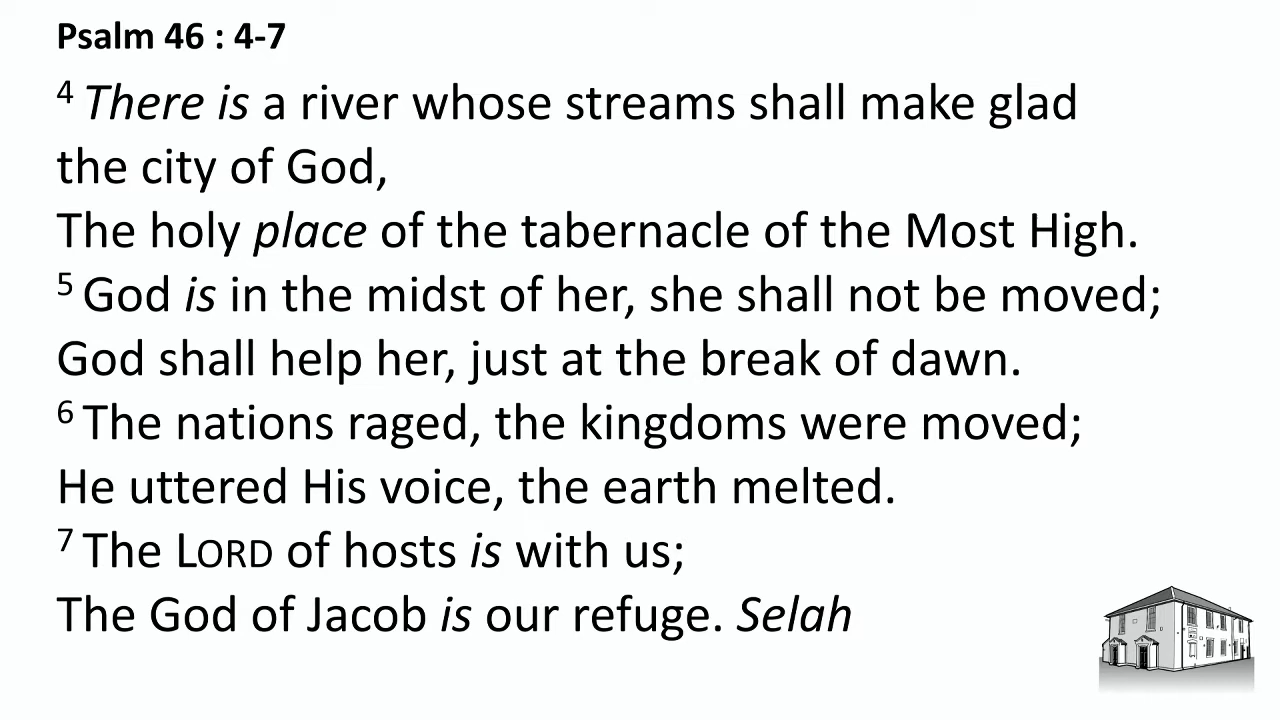 Psalm 46 : 4-7
4 There is a river whose streams shall make glad
the city of God,
The holy place of the tabernacle of the Most High.
5 God is in the midst of her, she shall not be moved;
God shall help her, just at the break of dawn.
6 The nations raged, the kingdoms were moved;
He uttered His voice, the earth melted.
7 The LORD of hosts is with us;
The God of Jacob is our refuge. Selah